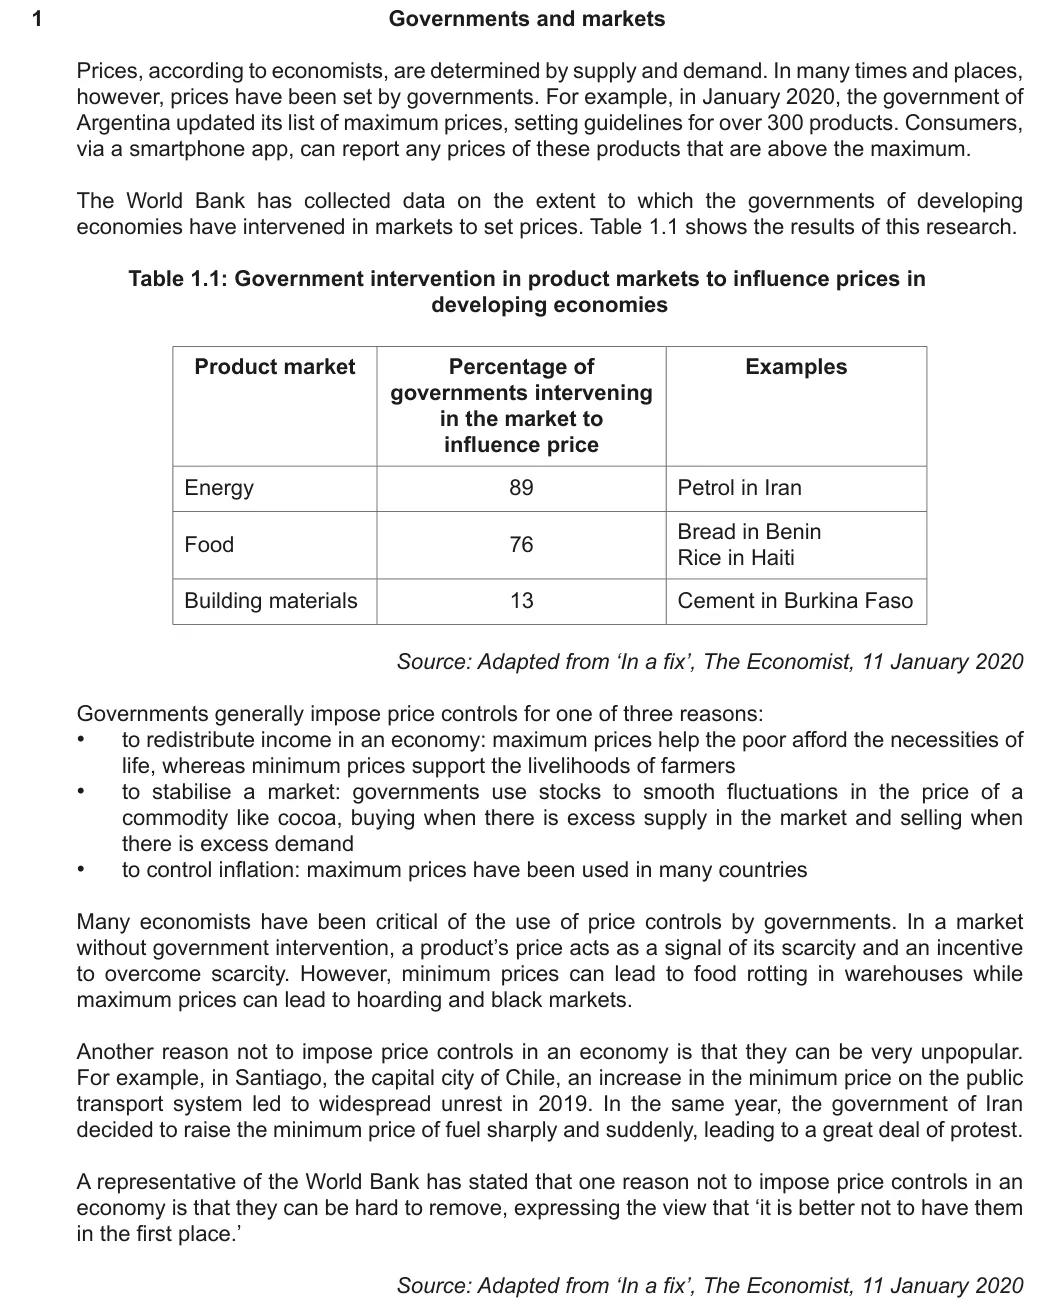 1 Governments and markets
Prices, according to economists, are determined by supply and demand. In many times and places,
however, prices have been set by governments. For example, in January 2020, the government of
Argentina updated its list of maximum prices, setting guidelines for over 300 products. Consumers,
via a smartphone app, can report any prices of these products that are above the maximum.
The World Bank has collected data on the extent to which the governments of developing
economies have intervened in markets to set prices. Table 1.1 shows the results of this research.
Table 1.1: Government intervention in product markets to influence prices in
developing economies
Product market
Percentage of
governments intervening
in the market to
influence price
Examples
Energy 89 Petrol in Iran
Food 76 Bread in Benin
Rice in Haiti
Building materials 13 Cement in Burkina Faso
Source: Adapted from ‘In a fix’, The Economist, 11 January 2020
Governments generally impose price controls for one of three reasons:
• to redistribute income in an economy: maximum prices help the poor afford the necessities of
life, whereas minimum prices support the livelihoods of farmers
• to stabilise a market: governments use stocks to smooth fluctuations in the price of a
commodity like cocoa, buying when there is excess supply in the market and selling when
there is excess demand
• to control inflation: maximum prices have been used in many countries
Many economists have been critical of the use of price controls by governments. In a market
without government intervention, a product’s price acts as a signal of its scarcity and an incentive
to overcome scarcity. However, minimum prices can lead to food rotting in warehouses while
maximum prices can lead to hoarding and black markets.
Another reason not to impose price controls in an economy is that they can be very unpopular.
For example, in Santiago, the capital city of Chile, an increase in the minimum price on the public
transport system led to widespread unrest in 2019. In the same year, the government of Iran
decided to raise the minimum price of fuel sharply and suddenly, leading to a great deal of protest.
A representative of the World Bank has stated that one reason not to impose price controls in an
economy is that they can be hard to remove, expressing the view that ‘it is better not to have them
in the first place.’
Source: Adapted from ‘In a fix’, The Economist, 11 January 2020